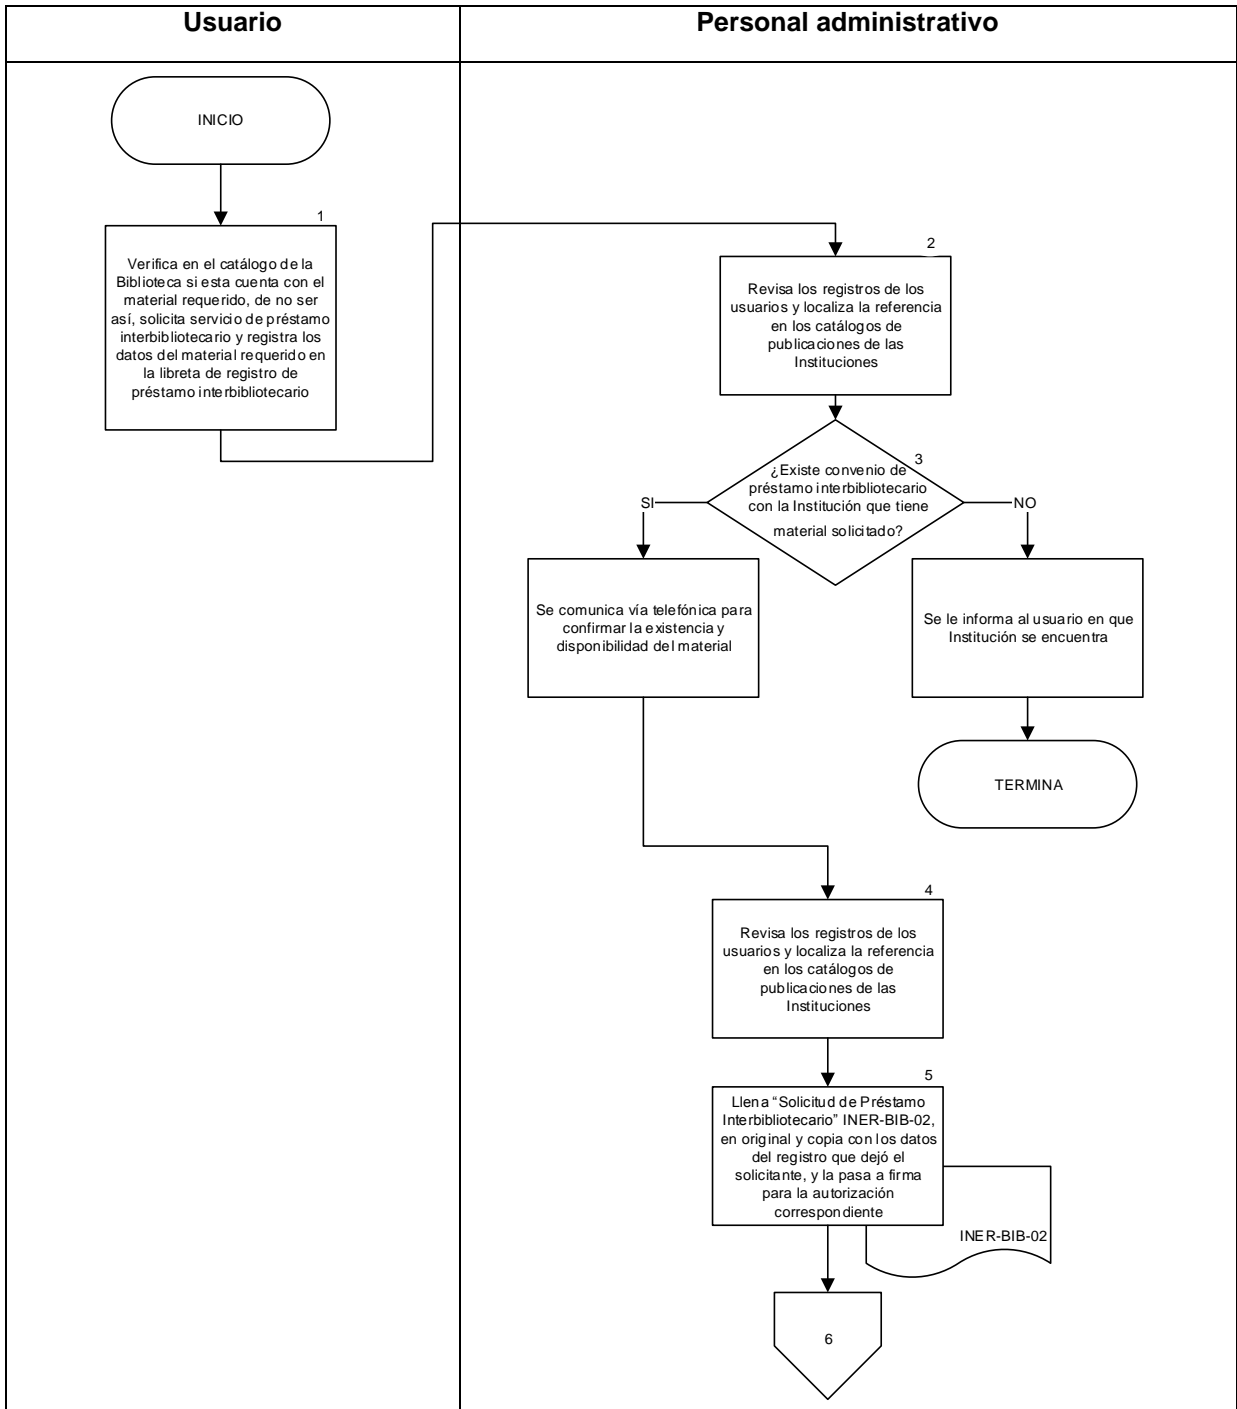 Usuario
Personal administrativo
INICIO
1
Verifica en el catálogo de la
Biblioteca si esta cuenta con el
material requerido, de no ser
así, solicita servicio de préstamo
interbibliotecario y registra los
datos del material requerido en
la libreta de registro de
préstamo interbibliotecario
2
Revisa los registros de los
usuarios y localiza la referencia
en los catálogos de
publicaciones de las
Instituciones
3
¿Existe convenio de
préstamo interbibliotecario
con la Institución que tiene
material solicitado?
SI
NO
Se comunica vía telefónica para
confirmar la existencia y
disponibilidad del material
Se le informa al usuario en que
Institución se encuentra
TERMINA
4
Revisa los registros de los
usuarios y localiza la referencia
en los catálogos de
publicaciones de las
Instituciones
5
Llena “Solicitud de Préstamo
Interbibliotecario” INER-BIB-02,
en original y copia con los datos
del registro que dejó el
solicitante, y la pasa a firma
para la autorización
correspondiente
INER-BIB-02
6